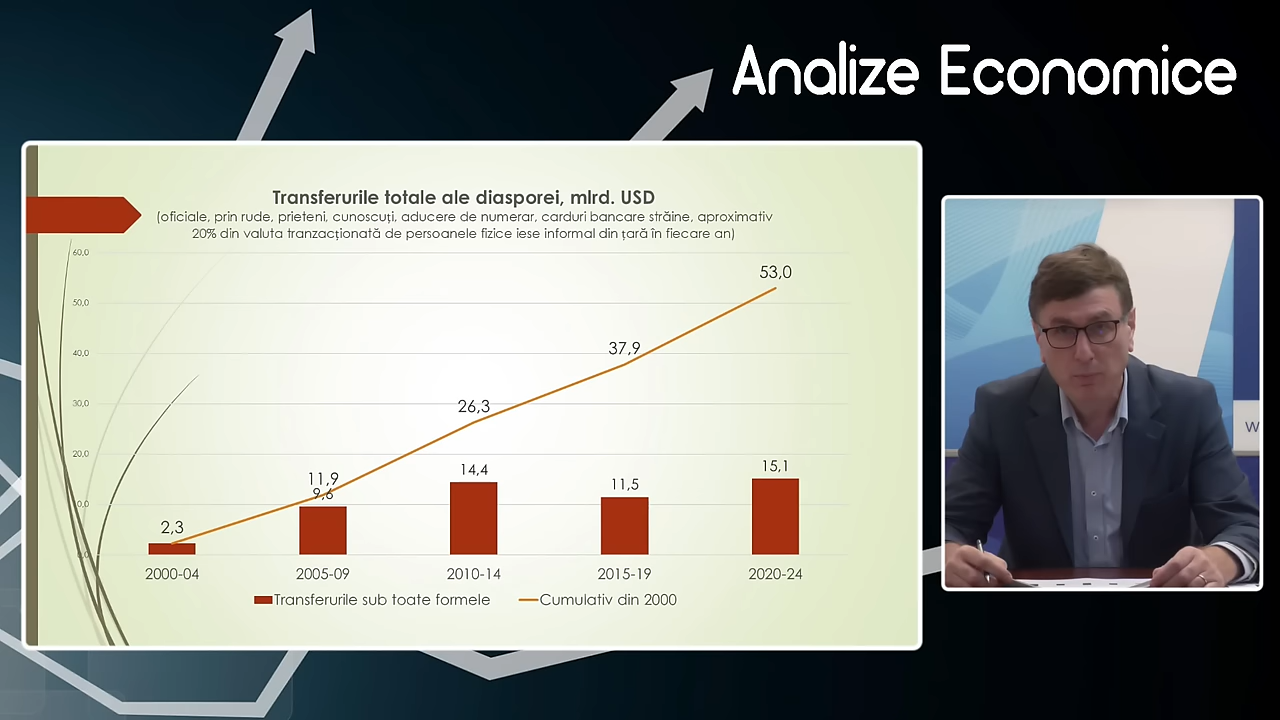 Analize Economice
Transferurile totale ale diasporei, mlrd. USD
(oficiale, prin rude, prieteni, cunoscuți, aducere de numerar, carduri bancare străine, aproximativ
20% din valuta tranzacționată de persoanele fizice iese informal din țară în fiecare an)
60,0
50,0
40,0
30,0
20,0
0,0
53,0
37,9
26,3
11,9
2,3
9,6
14,4
11,5
15,1
2000-04
2005-09
2010-14
2015-19
2020-24
Transferurile sub toate formele
Cumulativ din 2000
W